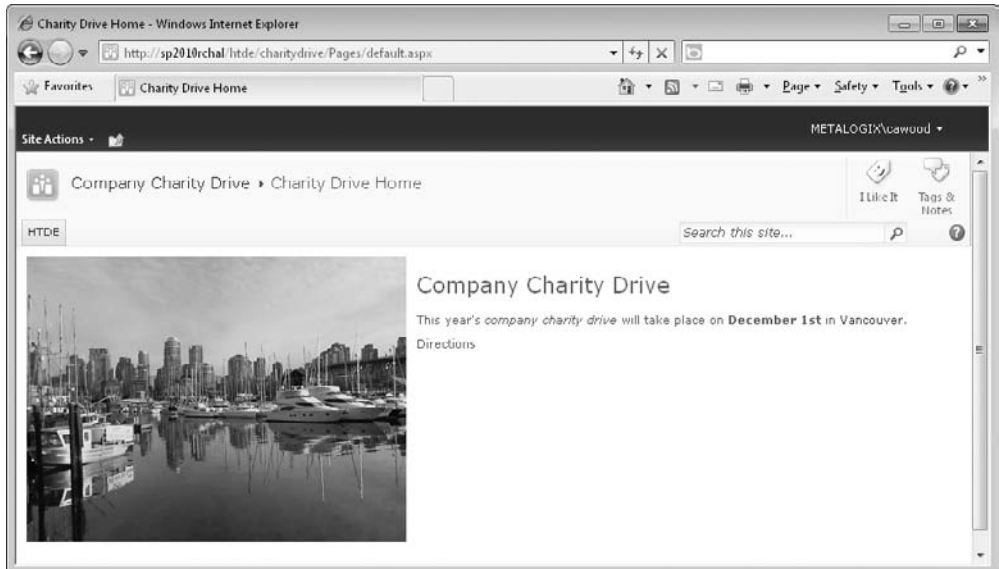 Charity Drive Home - Windows Internet Explorer
http://sp2010rchal/htde/charitydrive/Pages/default.aspx
Favorites Charity Drive Home Page Safety Tools
Site Actions METALOGIX\cawood
Company Charity Drive Charity Drive Home
I Like It Tags &
Notes
HTDE Search this site...
Company Charity Drive
This year's company charity drive will take place on December 1st in Vancouver.
Directions